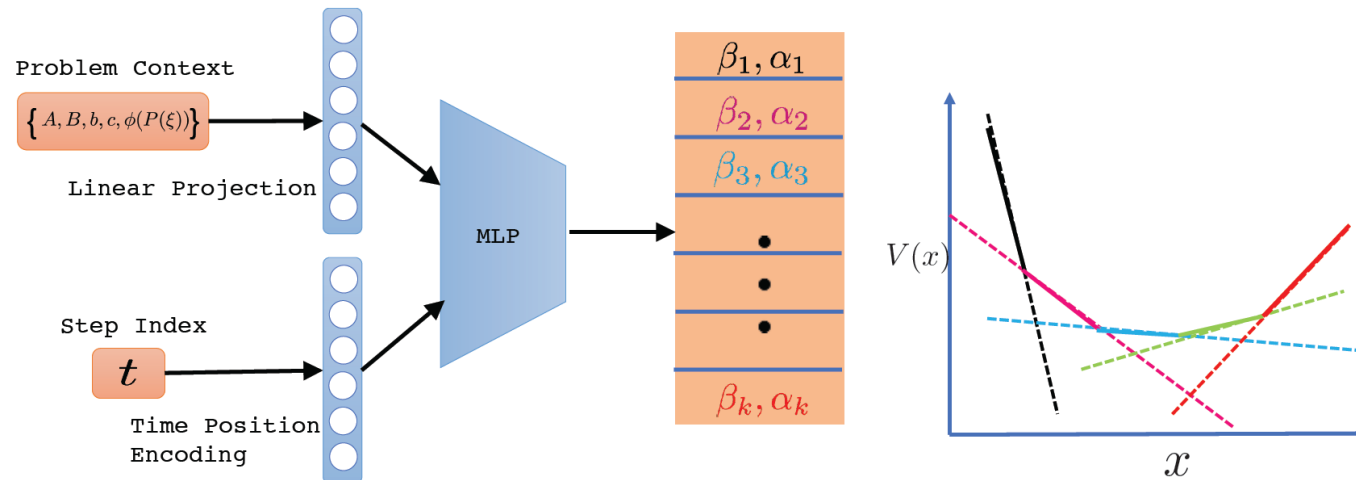 Problem Context
{ A, B, b, c, ϕ(P(ξ))}
Linear Projection
Step Index
t
Time Position
Encoding
MLP
β₁, α₁
β₂, α₂
β₃, α₃
βₖ, αₖ
V(x)
x